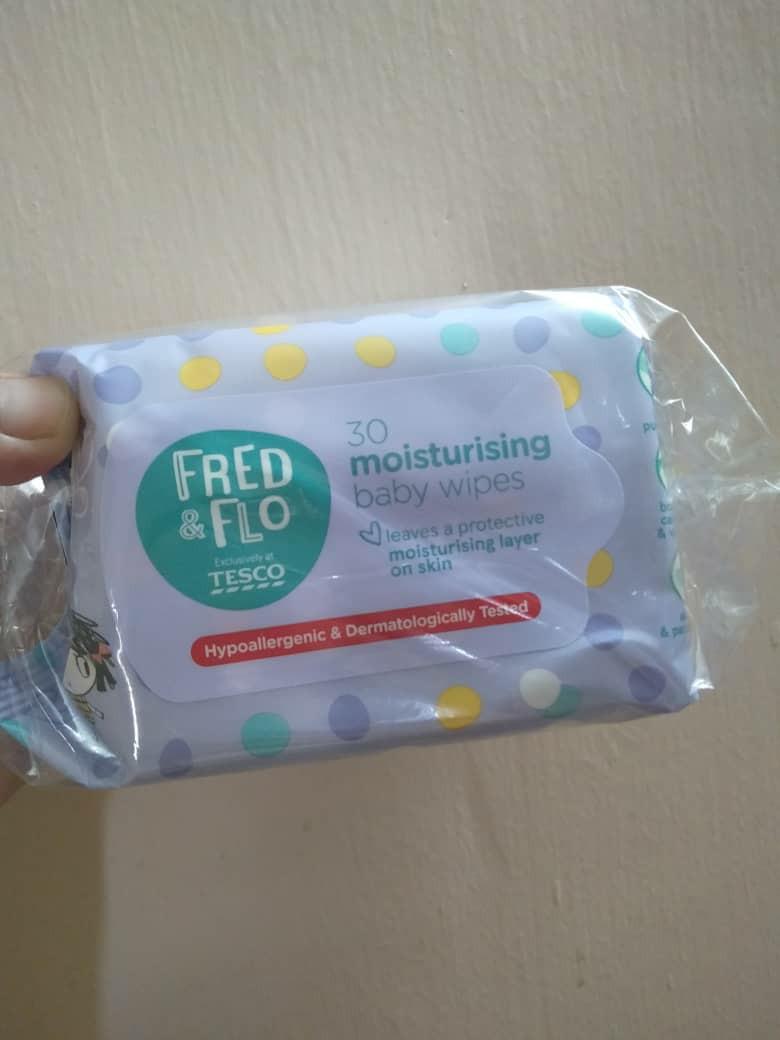 FRED
& FLO
Exclusively at
TESCO
30
moisturising
baby wipes
leaves a protective
moisturising layer
on skin
Hypoallergenic & Dermatologically Tested